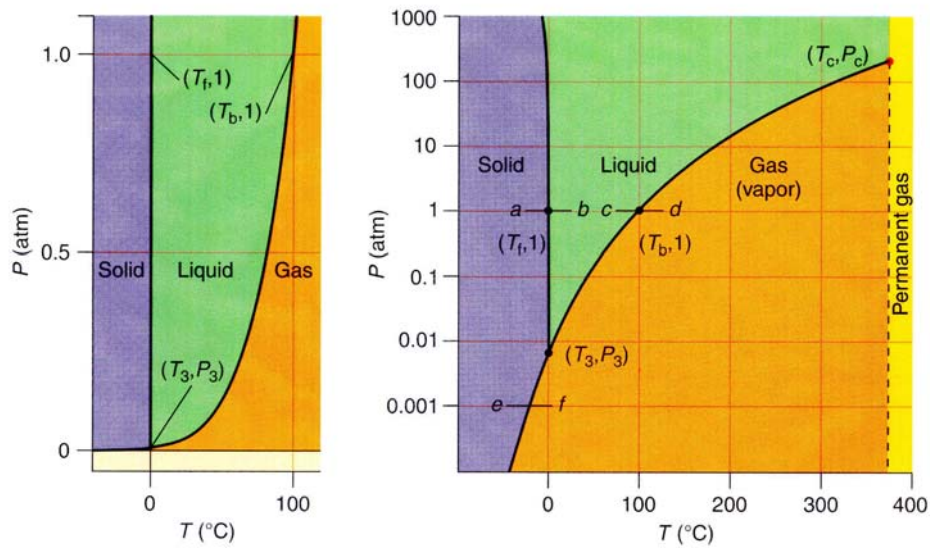 1.0
(Tf,1)
(Tb,1)
P (atm)
0.5
Solid
Liquid
Gas
(T3,P3)
0
0
100
T (°C)
1000
(Tc,Pc)
100
10
Solid
Liquid
Gas
(vapor)
Permanent gas
P (atm)
1
a
b
c
d
(Tf,1)
(Tb,1)
0.1
0.01
(T3,P3)
0.001
e
f
0
100
200
300
400
T (°C)